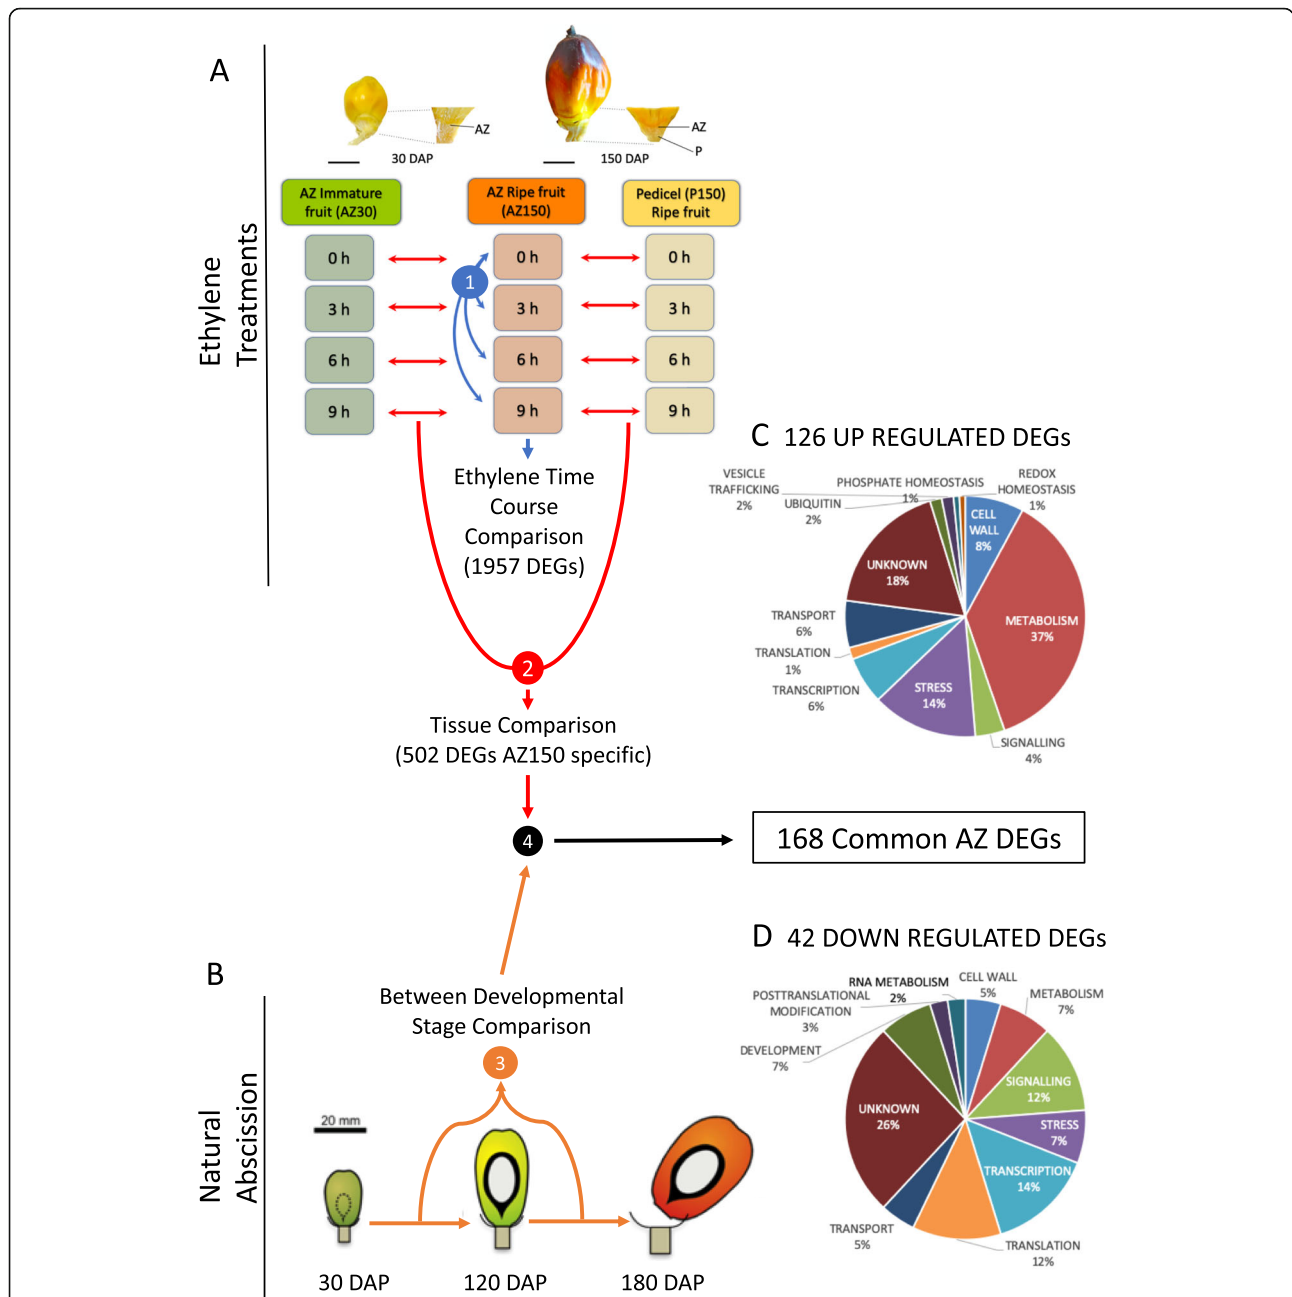 A
AZ
30 DAP
AZ
P
150 DAP
Ethylene
Treatments
AZ Immature
fruit (AZ30)
AZ Ripe fruit
(AZ150)
Pedicel (P150)
Ripe fruit
0 h
0 h
0 h
1
3 h
3 h
3 h
6 h
6 h
6 h
9 h
9 h
9 h
Ethylene Time
Course
Comparison
(1957 DEGs)
2
Tissue Comparison
(502 DEGs AZ150 specific)
4
168 Common AZ DEGs
C 126 UP REGULATED DEGs
VESICLE
TRAFFICKING
2%
PHOSPHATE HOMEOSTASIS
1%
REDOX
HOMEOSTASIS
1%
UBIQUITIN
2%
CELL
WALL
8%
UNKNOWN
18%
METABOLISM
37%
TRANSPORT
6%
TRANSLATION
1%
TRANSCRIPTION
6%
STRESS
14%
SIGNALLING
4%
D 42 DOWN REGULATED DEGs
RNA METABOLISM
2%
CELL WALL
5%
METABOLISM
7%
POSTTRANSLATIONAL
MODIFICATION
3%
DEVELOPMENT
7%
SIGNALLING
12%
UNKNOWN
26%
STRESS
7%
TRANSCRIPTION
14%
TRANSPORT
5%
TRANSLATION
12%
B
Between Developmental
Stage Comparison
3
Natural
Abscission
20 mm
30 DAP
120 DAP
180 DAP